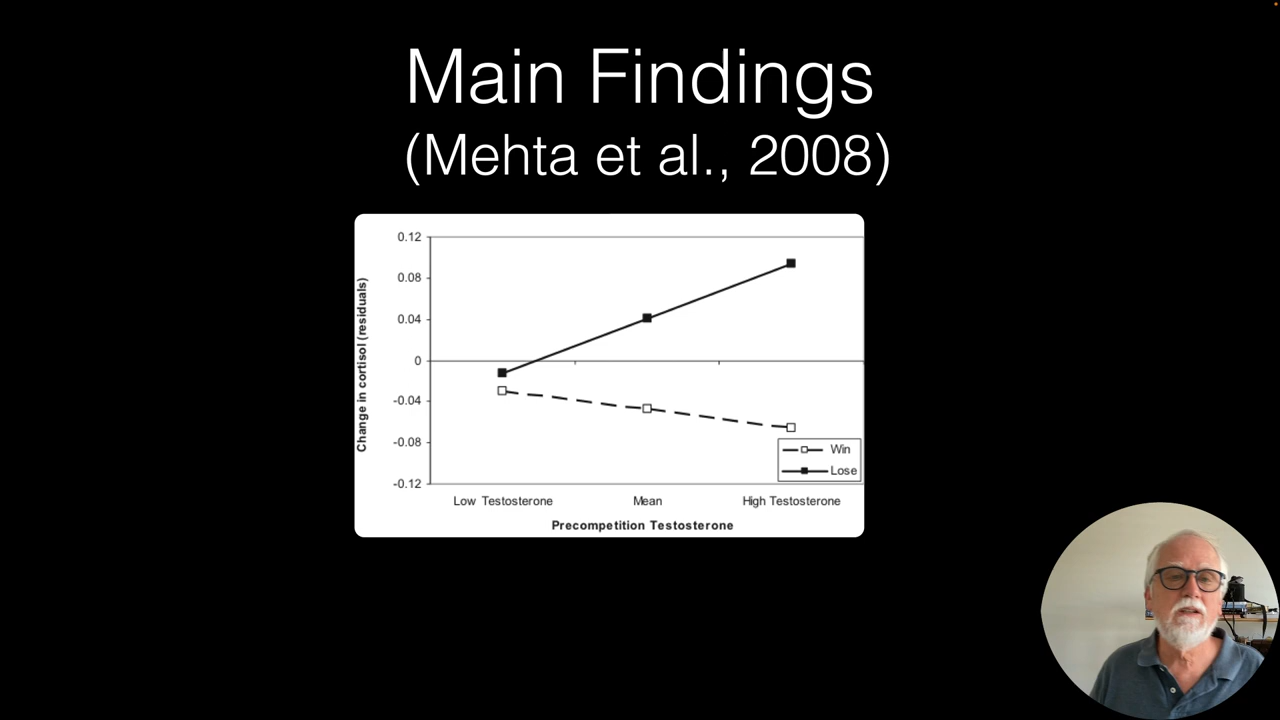 Main Findings
(Mehta et al., 2008)
0.12
0.08
0.04
0
-0.04
-0.08
-0.12
Change in cortisol (residuals)
Win
Lose
Low Testosterone
Mean
High Testosterone
Precompetition Testosterone